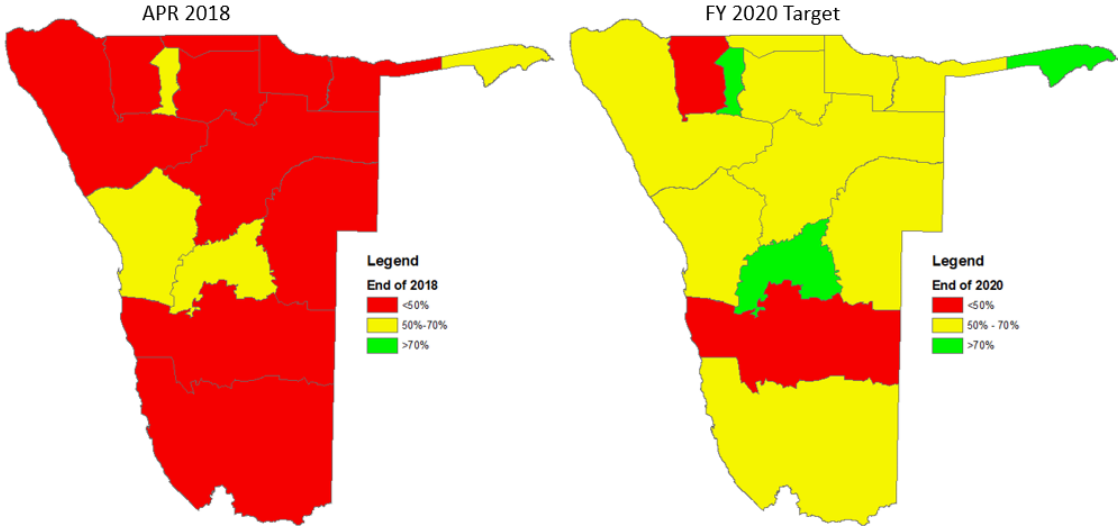 APR 2018
FY 2020 Target
Legend
End of 2018
<50%
50%-70%
>70%
Legend
End of 2020
<50%
50% - 70%
>70%